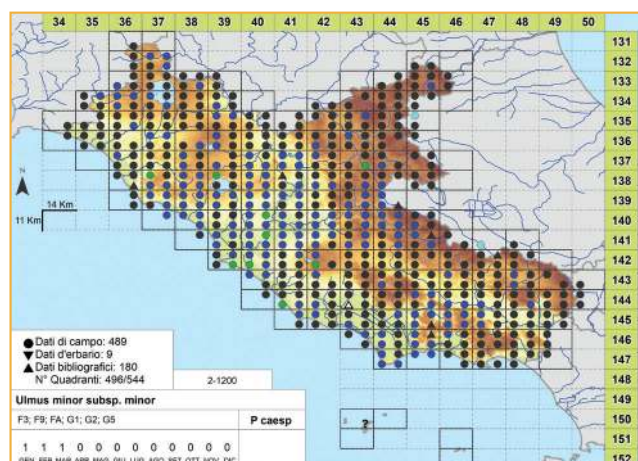 34 35 36 37 38 39 40 41 42 43 44 45 46 47 48 49 50
131
132
133
134
135
136
137
138
139
140
141
142
143
144
145
146
147
148
149
150
151
152
N
14 Km
11 Km
Dati di campo: 489
Dati d'erbario: 9
Dati bibliografici: 180
N° Quadranti: 496/544
2-1200
Ulmus minor subsp. minor
F3; F9; FA; G1; G2; G5
P caesp
?
1 1 1 0 0 0 0 0 0 0 0 0
GEN FEB MAR APR MAG GIU LUG AGO SET OTT NOV DIC